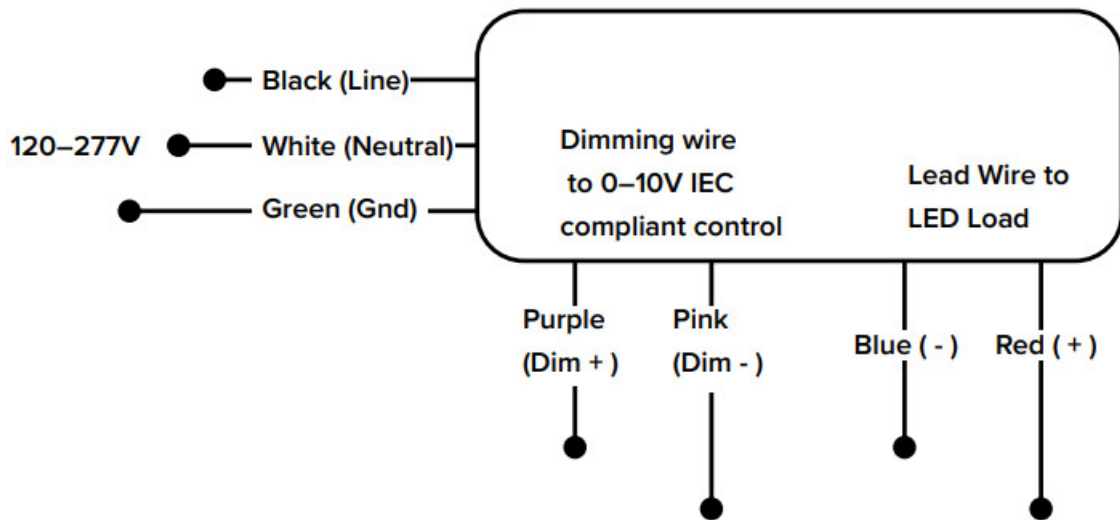 Black (Line)
120–277V
White (Neutral)
Green (Gnd)
Dimming wire
to 0–10V IEC
compliant control
Lead Wire to
LED Load
Purple
(Dim + )
Pink
(Dim - )
Blue ( - )
Red ( + )